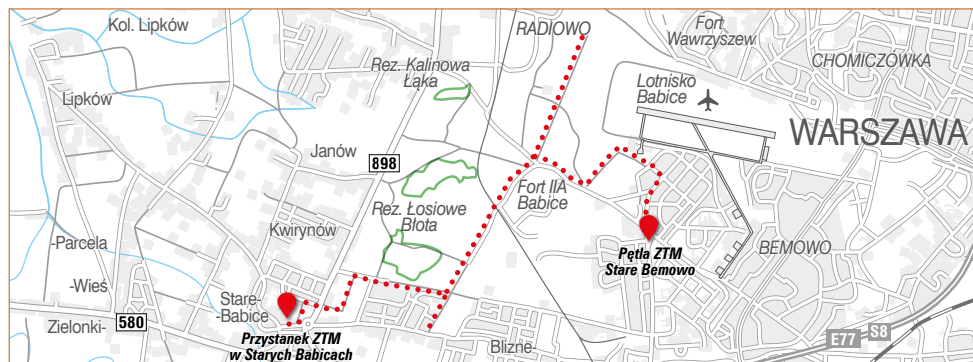 Kol. Lipków
RADIOWO
Fort
Wawrzyszew
CHOMICZÓWKA
Rez. Kalinowa
Łąka
Lotnisko
Babice
Lipków
WARSZAWA
Janów
898
Fort IIA
Babice
Rez. Łosiowe
Błota
Kwirynów
-Parcela
BEMOWO
Pętla ZTM
Stare Bemowo
-Wieś
Stare-
-Babice
Zielonki-
580
Przystanek ZTM
w Starych Babicach
Blizne-
E77
S8